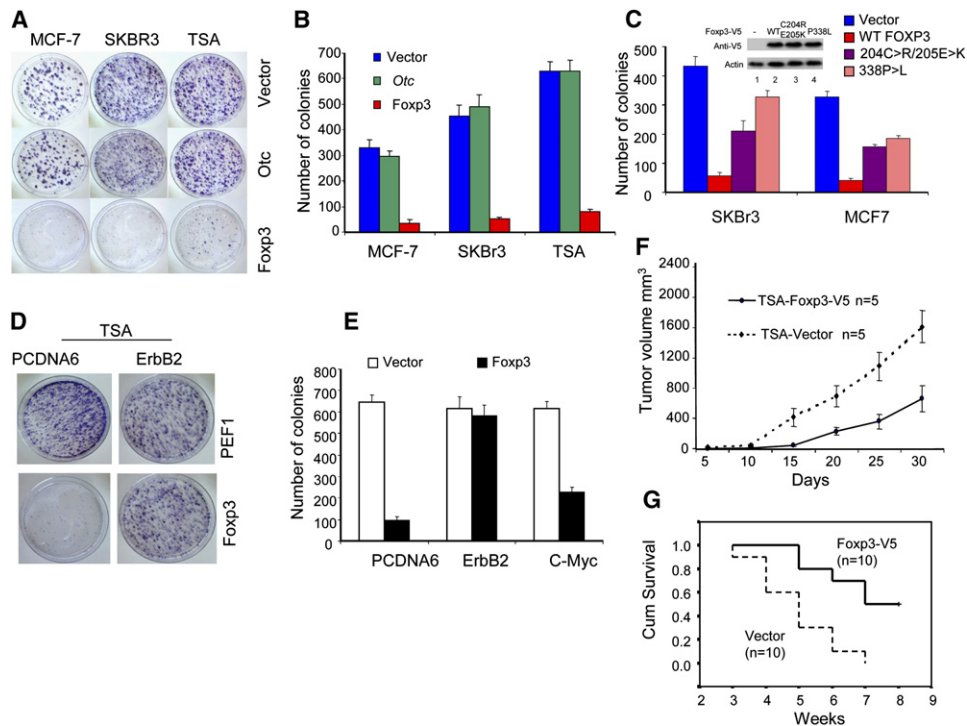 A
MCF-7 SKBR3 TSA
Vector
Otc
Foxp3
B
Number of colonies
700
600
500
400
300
200
100
0
Vector
Otc
Foxp3
MCF-7 SKBr3 TSA
C
Number of colonies
500
400
300
200
100
0
Foxp3-V5 - WT C204R E205K P338L
Anti-V5
Actin
1 2 3 4
Vector
WT FOXP3
204C>R/205E>K
338P>L
SKBr3 MCF7
D
TSA
PCDNA6 ErbB2
PEF1
Foxp3
E
Number of colonies
700
600
500
400
300
200
100
0
Vector Foxp3
PCDNA6 ErbB2 C-Myc
F
Tumor volume mm3
1600
1200
800
400
0
TSA-Foxp3-V5 n=5
TSA-Vector n=5
5 10 15 20 25 30
Days
G
Cum Survival
1.0
0.8
0.6
0.4
0.2
0.0
Foxp3-V5
(n=10)
Vector
(n=10)
2 3 4 5 6 7 8 9
Weeks